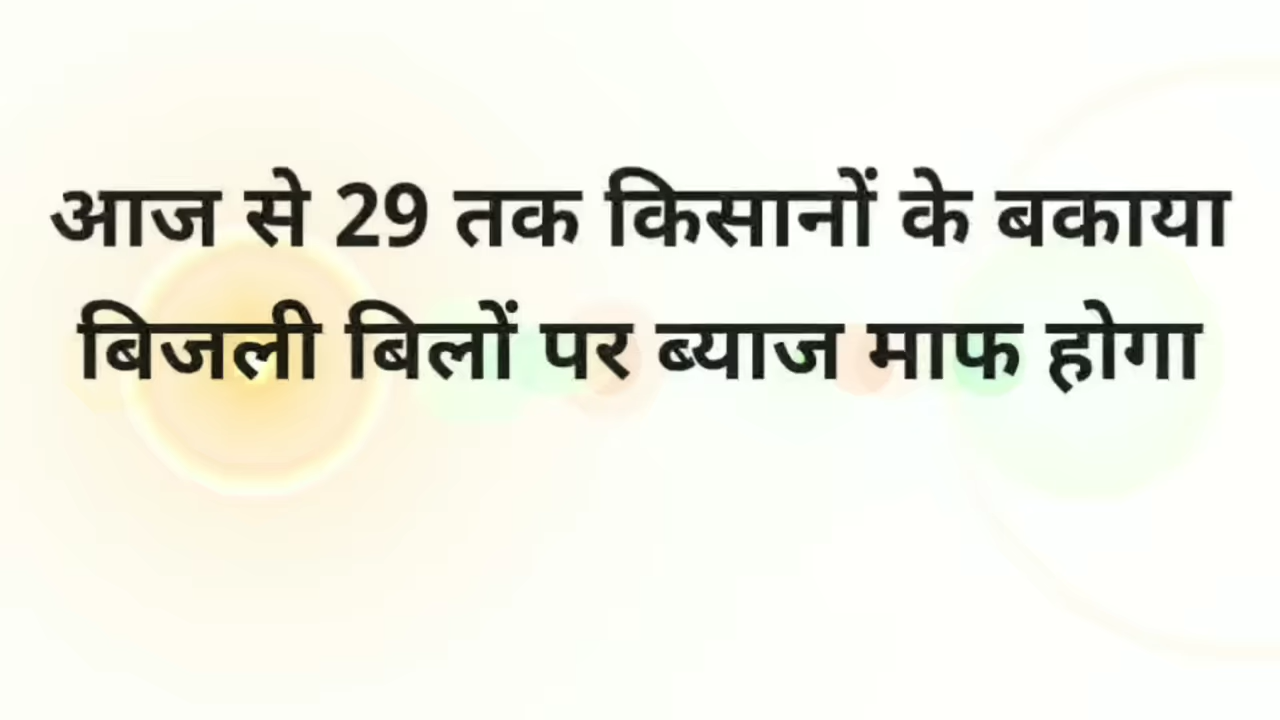 आज से 29 तक किसानों के बकाया
बिजली बिलों पर ब्याज माफ होगा